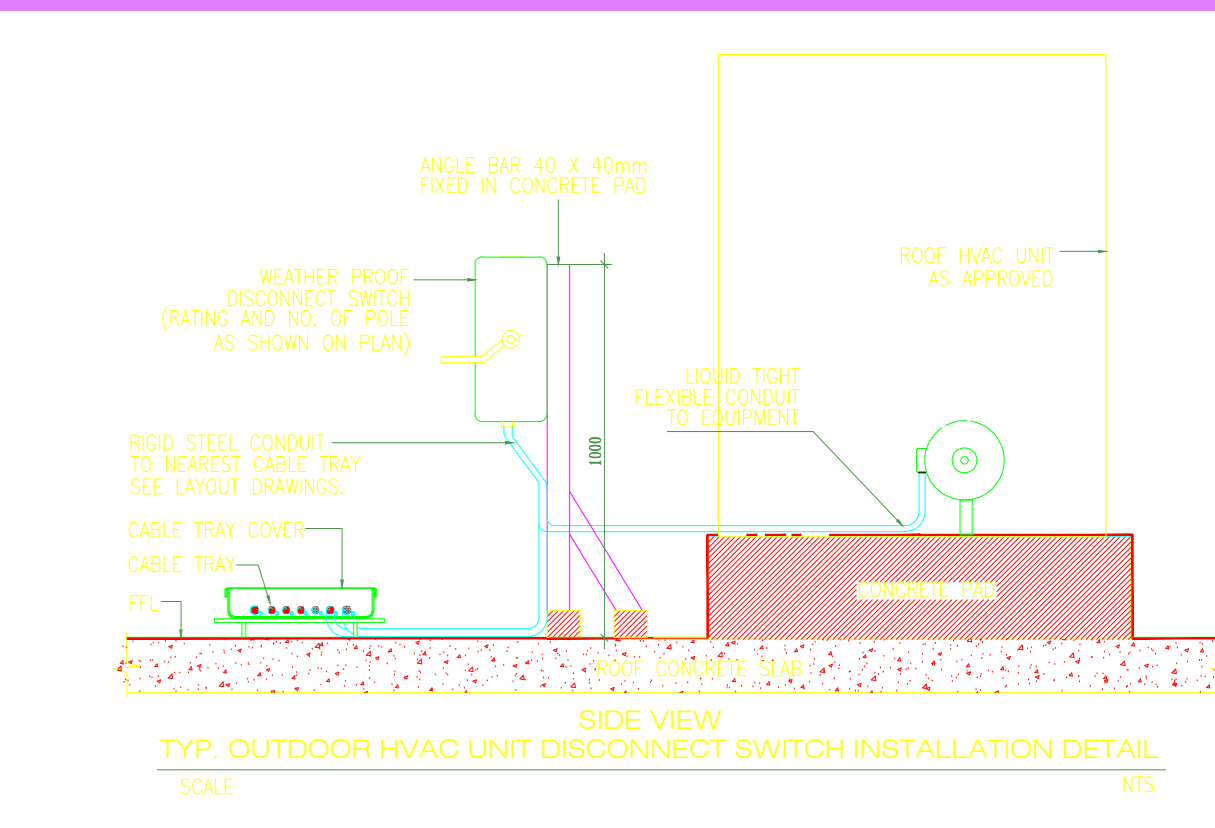 ANGLE BAR 40 X 40mm
FIXED IN CONCRETE PAD
ROOF HVAC UNIT
AS APPROVED
WEATHER PROOF
DISCONNECT SWITCH
(RATING AND NO. OF POLE
AS SHOWN ON PLAN)
LIQUID TIGHT
FLEXIBLE CONDUIT
TO EQUIPMENT
RIGID STEEL CONDUIT
TO NEAREST CABLE TRAY
SEE LAYOUT DRAWINGS.
1000
CABLE TRAY COVER
CABLE TRAY
FFL
CONCRETE PAD
ROOF CONCRETE SLAB
SIDE VIEW
TYP. OUTDOOR HVAC UNIT DISCONNECT SWITCH INSTALLATION DETAIL
SCALE NTS